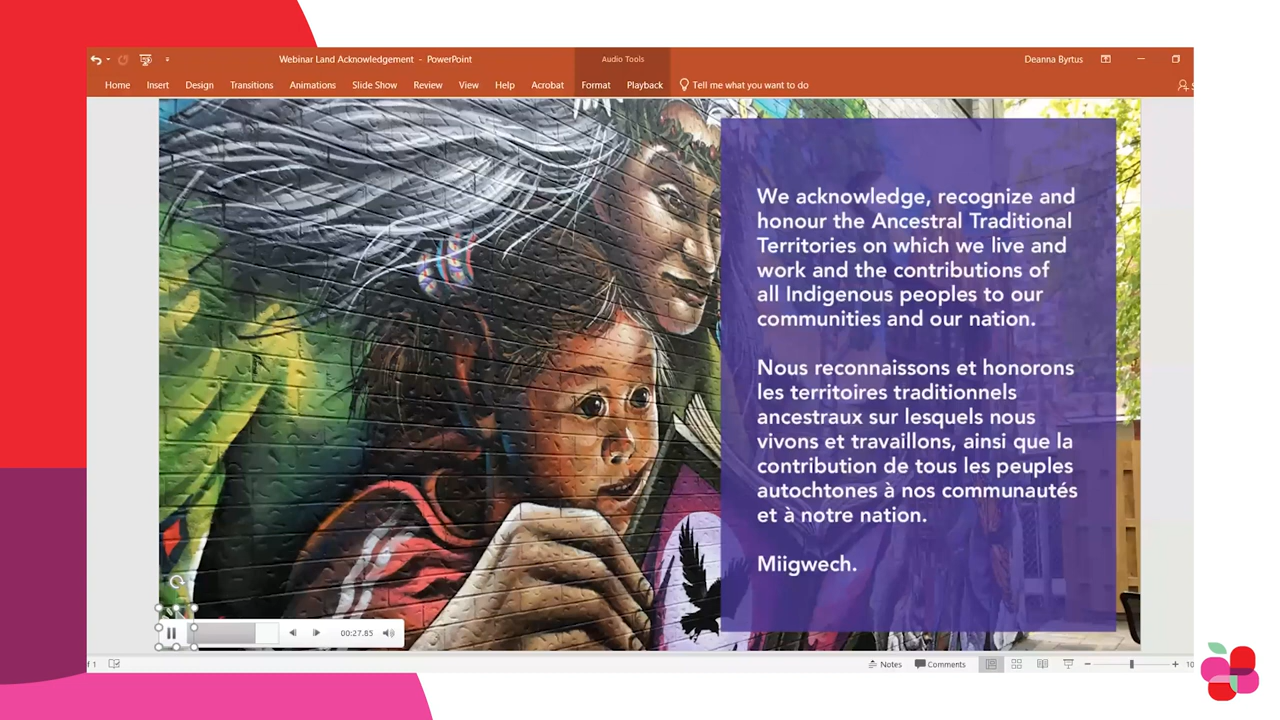 Webinar Land Acknowledgement - PowerPoint
Audio Tools
Deanna Byrtus
Home Insert Design Transitions Animations Slide Show Review View Help Acrobat Format Playback Tell me what you want to do
We acknowledge, recognize and
honour the Ancestral Traditional
Territories on which we live and
work and the contributions of
all Indigenous peoples to our
communities and our nation.
Nous reconnaissons et honorons
les territoires traditionnels
ancestraux sur lesquels nous
vivons et travaillons, ainsi que la
contribution de tous les peuples
autochtones à nos communautés
et à notre nation.
Miigwech.
00:27.85
f 1
Notes Comments
10